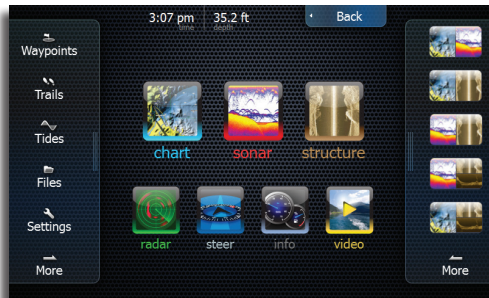 3:07 pm
time
35.2 ft
depth
Back
Waypoints
Trails
Tides
Files
Settings
More
chart
sonar
structure
radar
steer
info
video
More